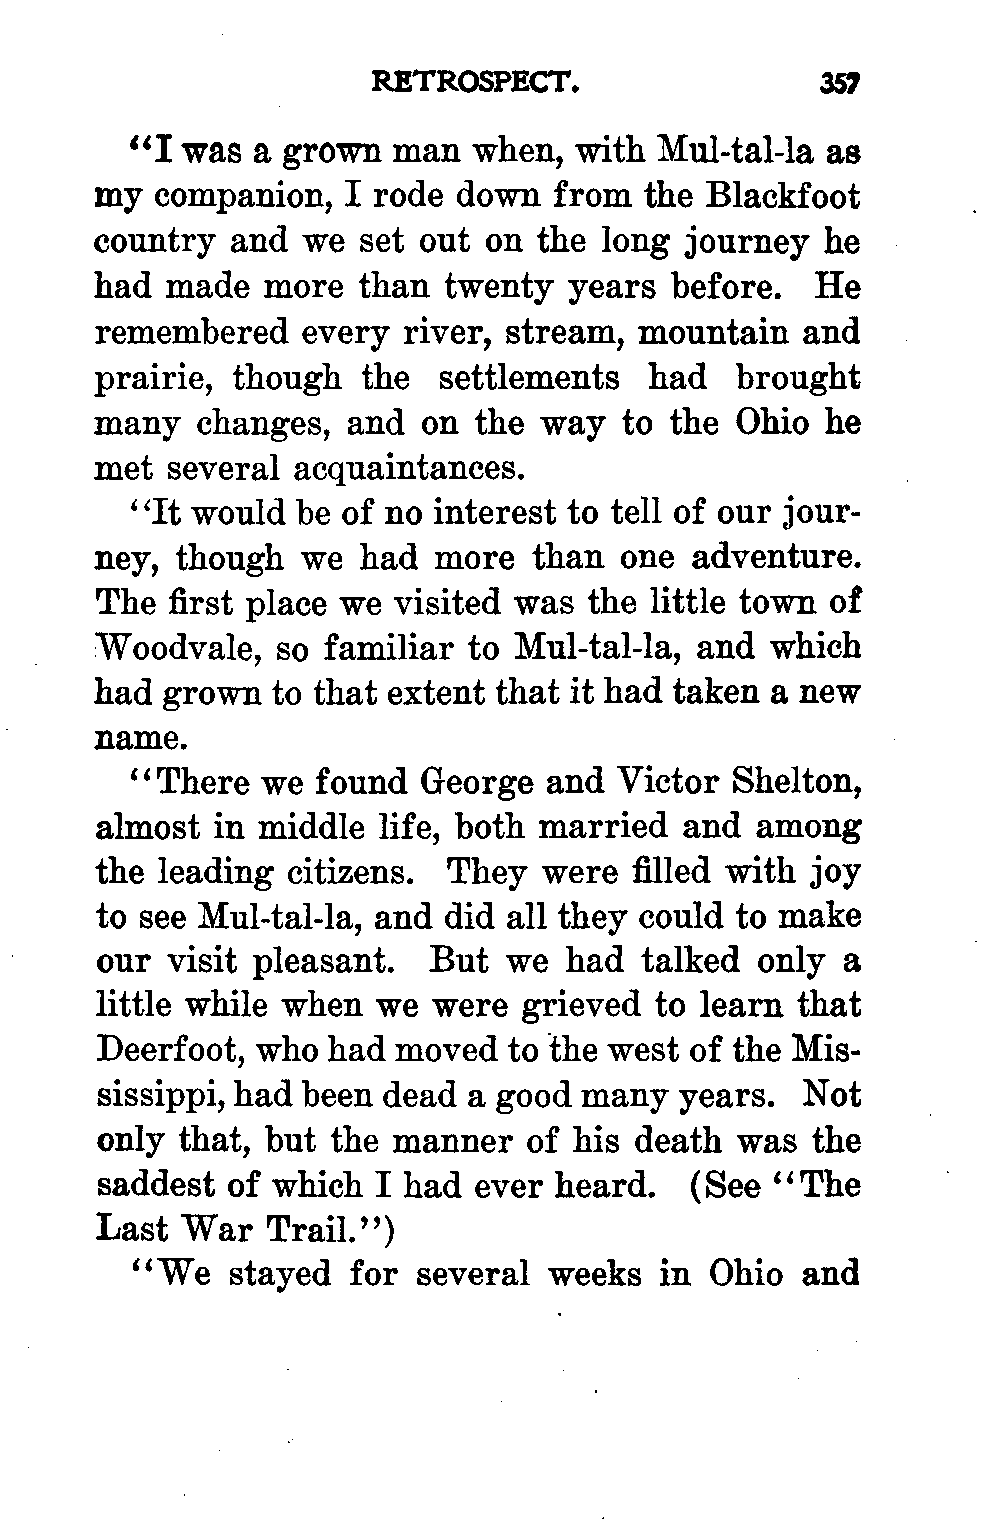 RETROSPECT. 357
“I was a grown man when, with Mul-tal-la as
my companion, I rode down from the Blackfoot
country and we set out on the long journey he
had made more than twenty years before. He
remembered every river, stream, mountain and
prairie, though the settlements had brought
many changes, and on the way to the Ohio he
met several acquaintances.
“It would be of no interest to tell of our jour-
ney, though we had more than one adventure.
The first place we visited was the little town of
Woodvale, so familiar to Mul-tal-la, and which
had grown to that extent that it had taken a new
name.
“There we found George and Victor Shelton,
almost in middle life, both married and among
the leading citizens. They were filled with joy
to see Mul-tal-la, and did all they could to make
our visit pleasant. But we had talked only a
little while when we were grieved to learn that
Deerfoot, who had moved to the west of the Mis-
sissippi, had been dead a good many years. Not
only that, but the manner of his death was the
saddest of which I had ever heard. (See “The
Last War Trail.”)
“We stayed for several weeks in Ohio and